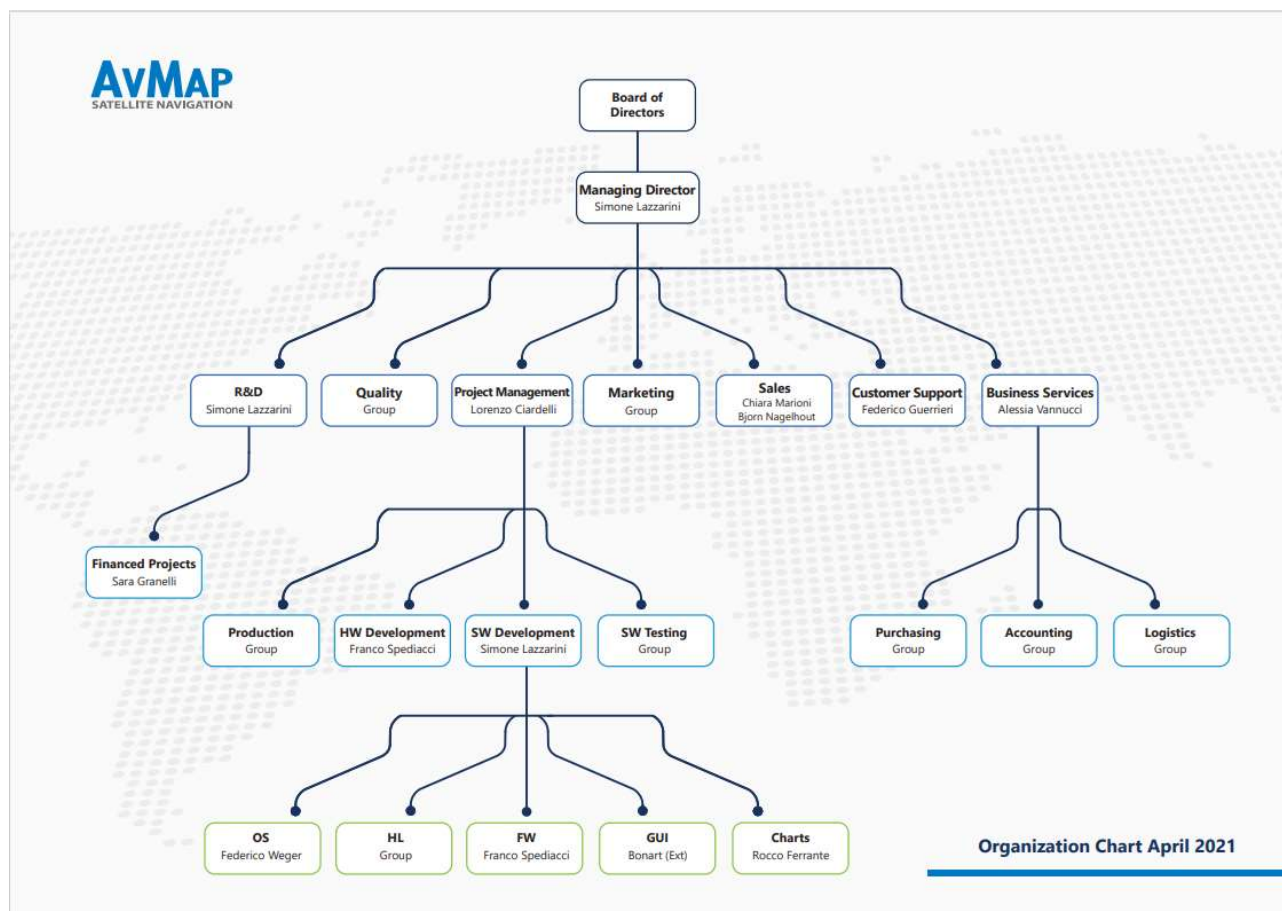 AvMap
SATELLITE NAVIGATION
Board of
Directors
Managing Director
Simone Lazzarini
R&D
Simone Lazzarini
Quality
Group
Project Management
Lorenzo Ciardelli
Marketing
Group
Sales
Chiara Marioni
Bjorn Nagelhout
Customer Support
Federico Guerrieri
Business Services
Alessia Vannucci
Financed Projects
Sara Granelli
Production
Group
HW Development
Franco Spediacci
SW Development
Simone Lazzarini
SW Testing
Group
Purchasing
Group
Accounting
Group
Logistics
Group
OS
Federico Weger
HL
Group
FW
Franco Spediacci
GUI
Bonart (Ext)
Charts
Rocco Ferrante
Organization Chart April 2021